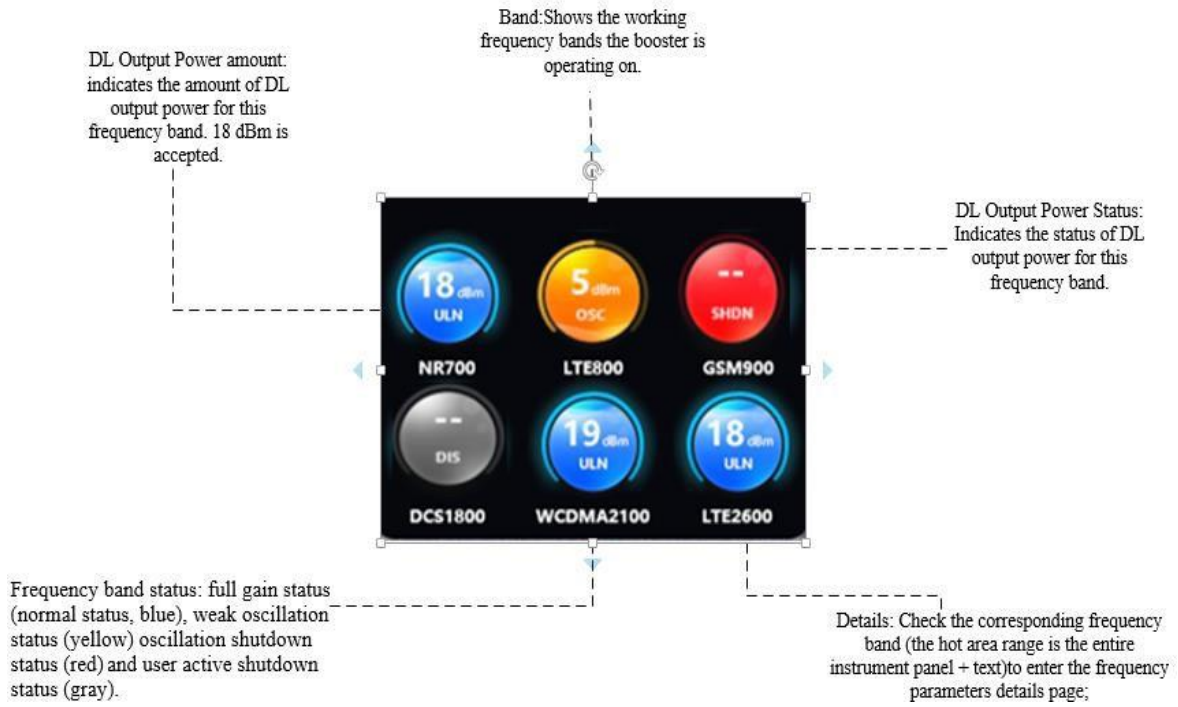 Band:Shows the working
frequency bands the booster is
operating on.
DL Output Power amount:
indicates the amount of DL
output power for this
frequency band. 18 dBm is
accepted.
DL Output Power Status:
Indicates the status of DL
output power for this
frequency band.
18 dBm
ULN
NR700
5 dBm
OSC
LTE800
--
SHDN
GSM900
--
DIS
DCS1800
19 dBm
ULN
WCDMA2100
18 dBm
ULN
LTE2600
Frequency band status: full gain status
(normal status, blue), weak oscillation
status (yellow) oscillation shutdown
status (red) and user active shutdown
status (gray).
Details: Check the corresponding frequency
band (the hot area range is the entire
instrument panel + text)to enter the frequency
parameters details page;